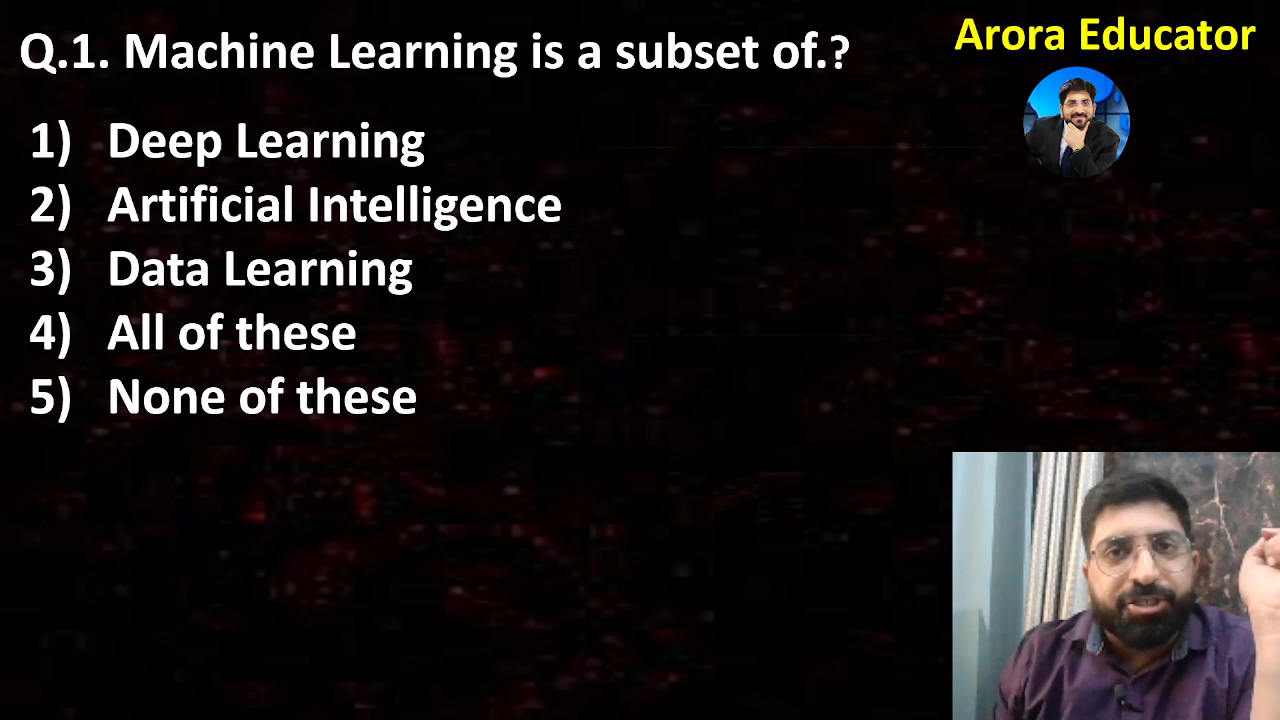 Q.1. Machine Learning is a subset of.?
Arora Educator
1) Deep Learning
2) Artificial Intelligence
3) Data Learning
4) All of these
5) None of these